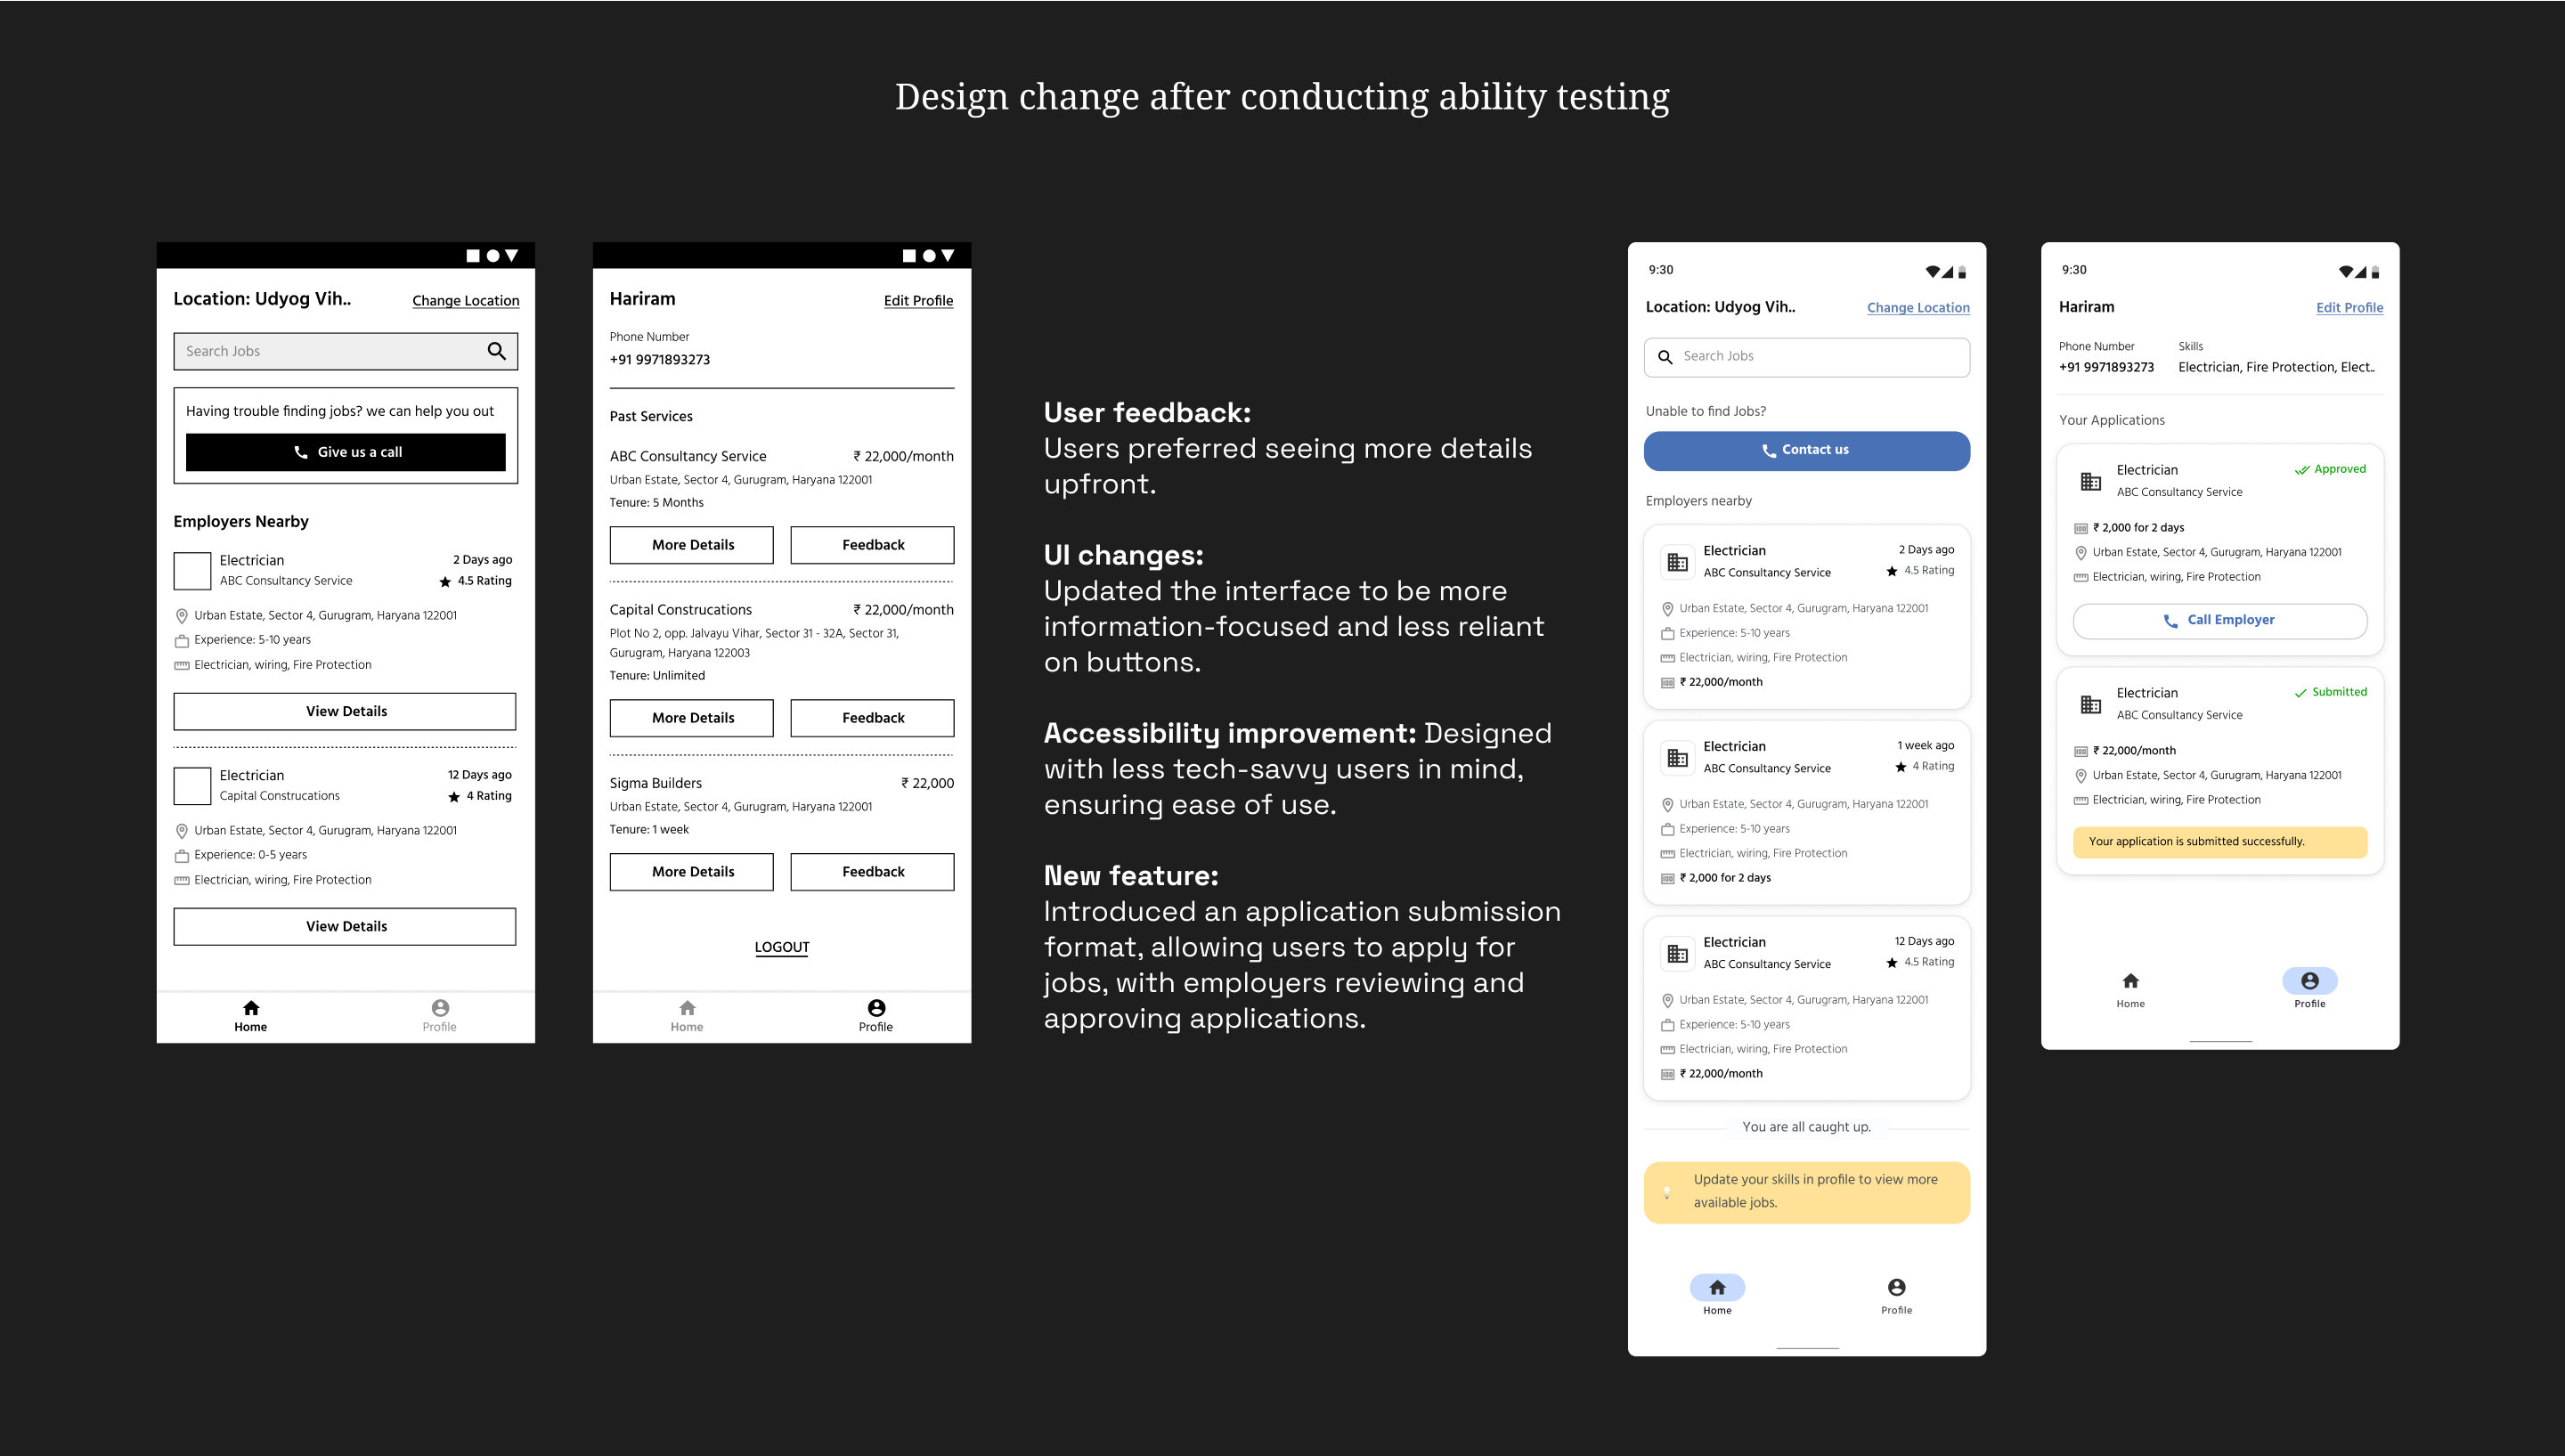 Design change after conducting ability testing
Location: Udyog Vih..
Change Location
Search Jobs
Having trouble finding jobs? we can help you out
Give us a call
Employers Nearby
Electrician
2 Days ago
ABC Consultancy Service
4.5 Rating
Urban Estate, Sector 4, Gurugram, Haryana 122001
Experience: 5-10 years
Electrician, wiring, Fire Protection
View Details
Electrician
12 Days ago
Capital Construcations
4 Rating
Urban Estate, Sector 4, Gurugram, Haryana 122001
Experience: 0-5 years
Electrician, wiring, Fire Protection
View Details
Home
Profile
Hariram
Edit Profile
Phone Number
+91 9971893273
Past Services
ABC Consultancy Service
₹ 22,000/month
Urban Estate, Sector 4, Gurugram, Haryana 122001
Tenure: 5 Months
More Details
Feedback
Capital Construcations
₹ 22,000/month
Plot No 2, opp. Jalvayu Vihar, Sector 31 - 32A, Sector 31,
Gurugram, Haryana 122003
Tenure: Unlimited
More Details
Feedback
Sigma Builders
₹ 22,000
Urban Estate, Sector 4, Gurugram, Haryana 122001
Tenure: 1 week
More Details
Feedback
LOGOUT
Home
Profile
User feedback:
Users preferred seeing more details
upfront.
UI changes:
Updated the interface to be more
information-focused and less reliant
on buttons.
Accessibility improvement: Designed
with less tech-savvy users in mind,
ensuring ease of use.
New feature:
Introduced an application submission
format, allowing users to apply for
jobs, with employers reviewing and
approving applications.
9:30
Location: Udyog Vih..
Change Location
Search Jobs
Unable to find Jobs?
Contact us
Employers nearby
Electrician
2 Days ago
ABC Consultancy Service
4.5 Rating
Urban Estate, Sector 4, Gurugram, Haryana 122001
Experience: 5-10 years
Electrician, wiring, Fire Protection
₹ 22,000/month
Electrician
1 week ago
ABC Consultancy Service
4 Rating
Urban Estate, Sector 4, Gurugram, Haryana 122001
Experience: 5-10 years
Electrician, wiring, Fire Protection
₹ 2,000 for 2 days
Electrician
12 Days ago
ABC Consultancy Service
4.5 Rating
Urban Estate, Sector 4, Gurugram, Haryana 122001
Experience: 5-10 years
Electrician, wiring, Fire Protection
₹ 22,000/month
You are all caught up.
Update your skills in profile to view more
available jobs.
Home
Profile
9:30
Hariram
Edit Profile
Phone Number
Skills
+91 9971893273
Electrician, Fire Protection, Elect..
Your Applications
Electrician
Approved
ABC Consultancy Service
₹ 2,000 for 2 days
Urban Estate, Sector 4, Gurugram, Haryana 122001
Electrician, wiring, Fire Protection
Call Employer
Electrician
Submitted
ABC Consultancy Service
₹ 22,000/month
Urban Estate, Sector 4, Gurugram, Haryana 122001
Electrician, wiring, Fire Protection
Your application is submitted successfully.
Home
Profile